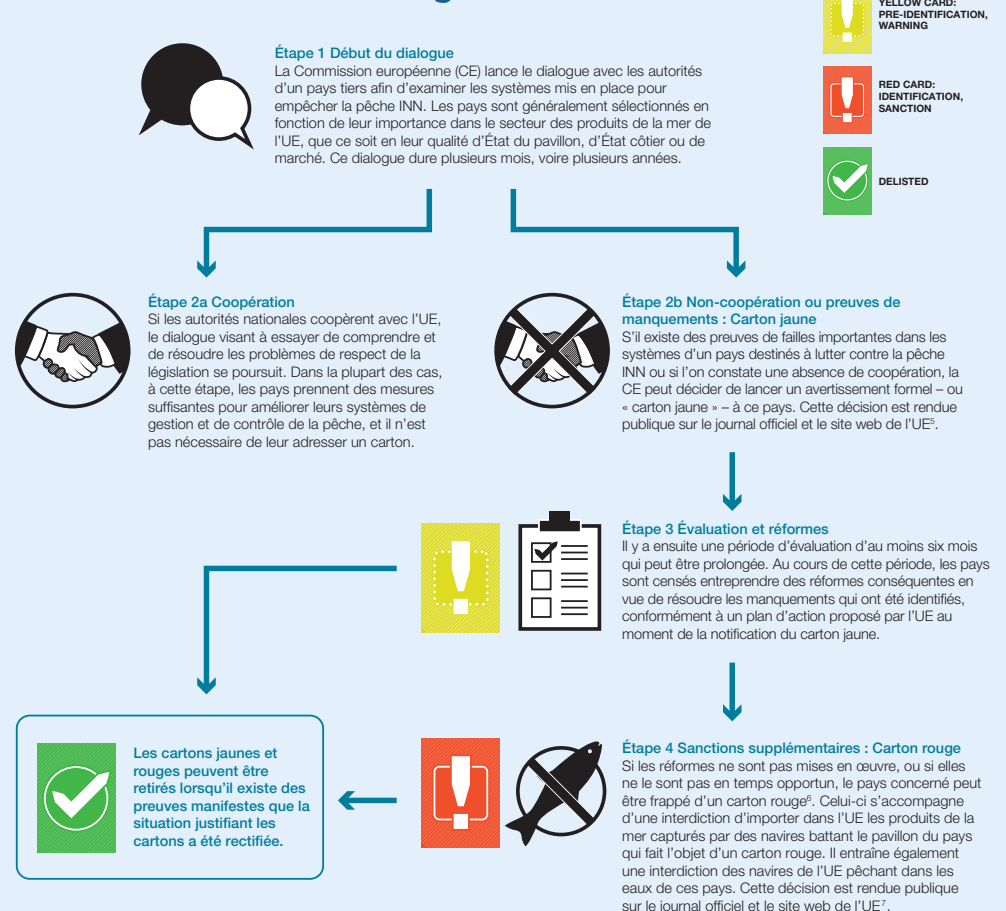 YELLOW CARD:
PRE-IDENTIFICATION,
WARNING
RED CARD:
IDENTIFICATION,
SANCTION
DELISTED
Étape 1 Début du dialogue
La Commission européenne (CE) lance le dialogue avec les autorités
d’un pays tiers afin d’examiner les systèmes mis en place pour
empêcher la pêche INN. Les pays sont généralement sélectionnés en
fonction de leur importance dans le secteur des produits de la mer de
l’UE, que ce soit en leur qualité d’État du pavillon, d’État côtier ou de
marché. Ce dialogue dure plusieurs mois, voire plusieurs années.
Étape 2a Coopération
Si les autorités nationales coopèrent avec l’UE,
le dialogue visant à essayer de comprendre et
de résoudre les problèmes de respect de la
législation se poursuit. Dans la plupart des cas,
à cette étape, les pays prennent des mesures
suffisantes pour améliorer leurs systèmes de
gestion et de contrôle de la pêche, et il n’est
pas nécessaire de leur adresser un carton.
Étape 2b Non-coopération ou preuves de
manquements : Carton jaune
S’il existe des preuves de failles importantes dans les
systèmes d’un pays destinés à lutter contre la pêche
INN ou si l’on constate une absence de coopération, la
CE peut décider de lancer un avertissement formel – ou
« carton jaune » – à ce pays. Cette décision est rendue
publique sur le journal officiel et le site web de l’UE⁵.
Étape 3 Évaluation et réformes
Il y a ensuite une période d’évaluation d’au moins six mois
qui peut être prolongée. Au cours de cette période, les pays
sont censés entreprendre des réformes conséquentes en
vue de résoudre les manquements qui ont été identifiés,
conformément à un plan d’action proposé par l’UE au
moment de la notification du carton jaune.
Les cartons jaunes et
rouges peuvent être
retirés lorsqu’il existe des
preuves manifestes que la
situation justifiant les
cartons a été rectifiée.
Étape 4 Sanctions supplémentaires : Carton rouge
Si les réformes ne sont pas mises en œuvre, ou si elles
ne le sont pas en temps opportun, le pays concerné peut
être frappé d’un carton rouge⁶. Celui-ci s’accompagne
d’une interdiction d’importer dans l’UE les produits de la
mer capturés par des navires battant le pavillon du pays
qui fait l’objet d’un carton rouge. Il entraîne également
une interdiction des navires de l’UE pêchant dans les
eaux de ces pays. Cette décision est rendue publique
sur le journal officiel et le site web de l’UE⁷.